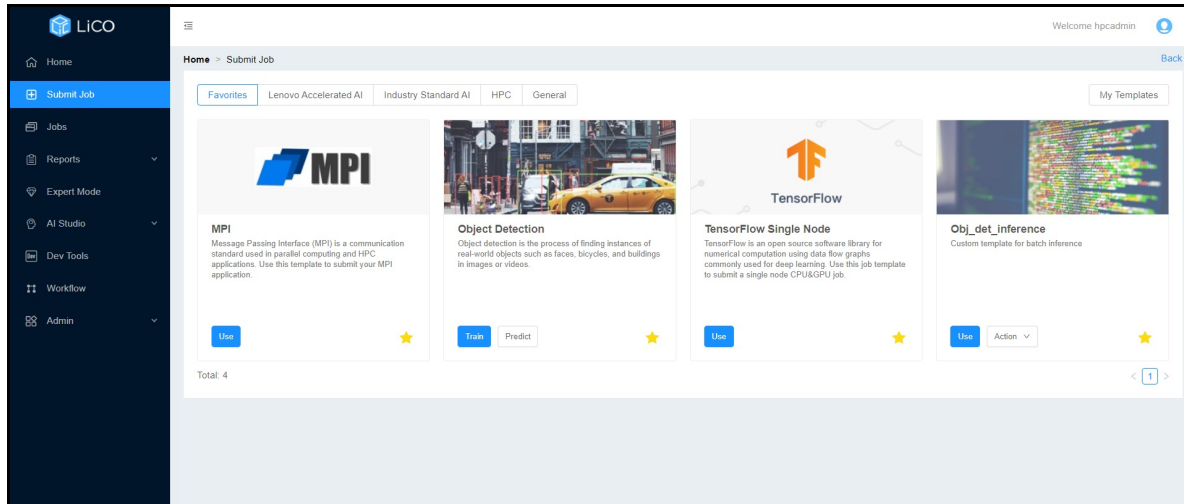 LiCO
Welcome hpcadmin
Home
Submit Job
Jobs
Reports
Expert Mode
AI Studio
Dev
Dev Tools
Workflow
Admin
Home > Submit Job
Back
Favorites
Lenovo Accelerated AI
Industry Standard AI
HPC
General
My Templates
MPI
MPI
Message Passing Interface (MPI) is a communication
standard used in parallel computing and HPC
applications. Use this template to submit your MPI
application.
Use
Object Detection
Object detection is the process of finding instances of
real-world objects such as faces, bicycles, and buildings
in images or videos.
Train
Predict
TensorFlow
TensorFlow Single Node
TensorFlow is an open source software library for
numerical computation using data flow graphs
commonly used for deep learning. Use this job template
to submit a single node CPU&GPU job.
Use
Obj_det_inference
Custom template for batch inference
Use
Action
Total: 4
< 1 >